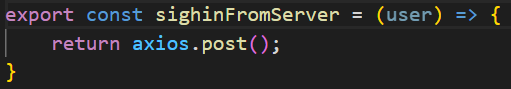 export const sighinFromServer = (user) => {
    return axios.post();
}